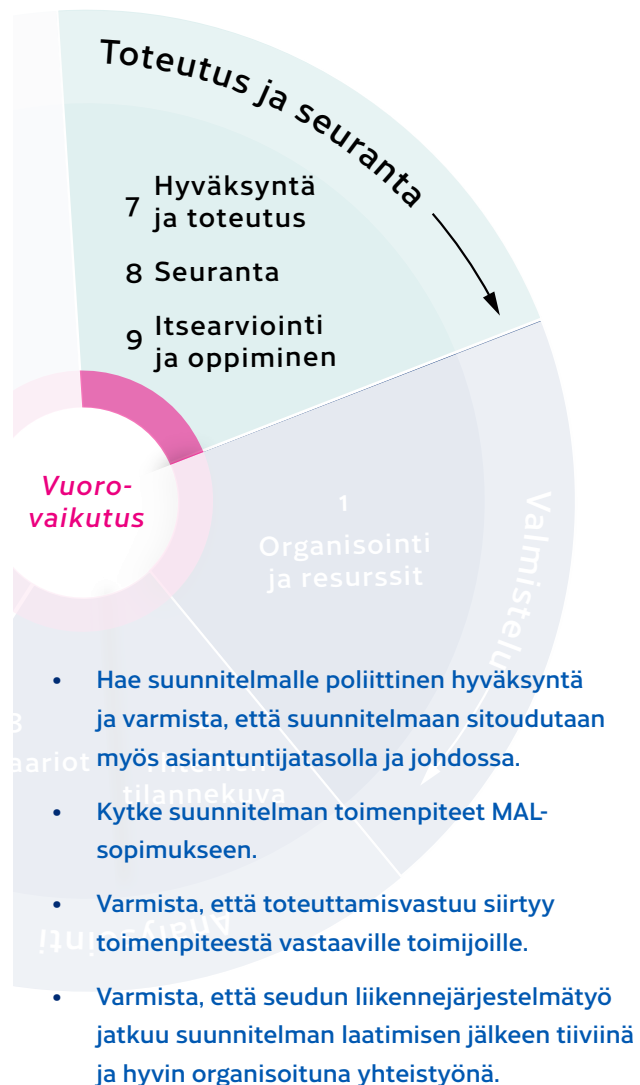 Toteutus ja seuranta
7 Hyväksyntä
ja toteutus
8 Seuranta
9 Itsearviointi
ja oppiminen
Vuoro-
vaikutus
1
Organisointi
ja resurssit
Valmistelu
tilannekuva
Analysointi
• Hae suunnitelmalle poliittinen hyväksyntä
ja varmista, että suunnitelmaan sitoudutaan
myös asiantuntijatasolla ja johdossa.
• Kytke suunnitelman toimenpiteet MAL-
sopimukseen.
• Varmista, että toteuttamisvastuu siirtyy
toimenpiteestä vastaaville toimijoille.
• Varmista, että seudun liikennejärjestelmätyö
jatkuu suunnitelman laatimisen jälkeen tiiviinä
ja hyvin organisoituna yhteistyönä.